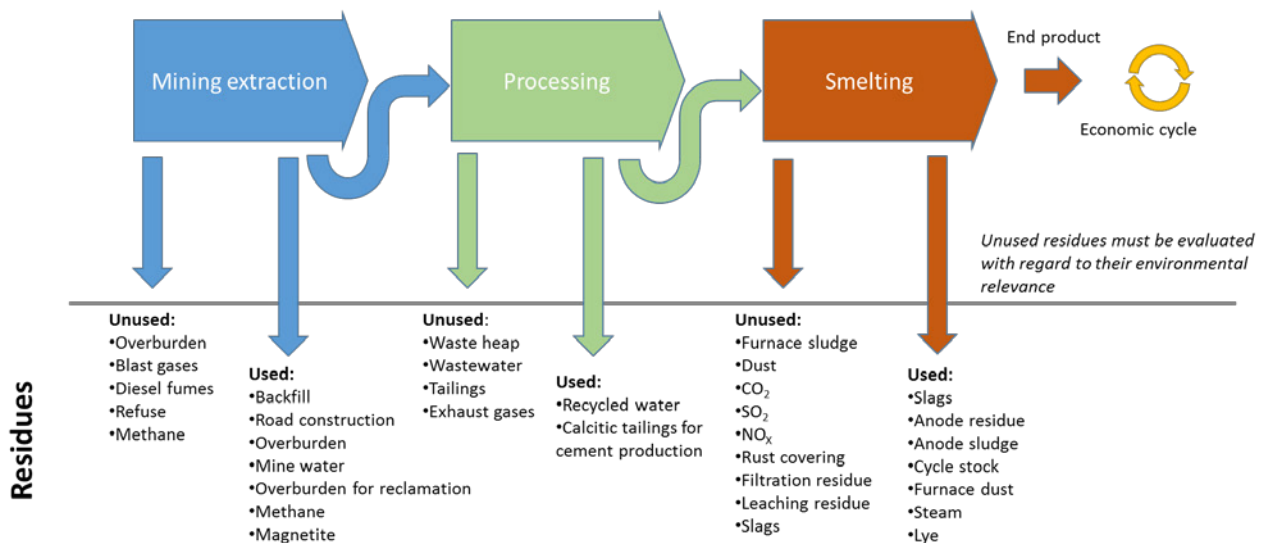 Mining extraction
Processing
Smelting
End product
Economic cycle
Unused residues must be evaluated
with regard to their environmental
relevance
Residues
Unused:
•Overburden
•Blast gases
•Diesel fumes
•Refuse
•Methane
Used:
•Backfill
•Road construction
•Overburden
•Mine water
•Overburden for reclamation
•Methane
•Magnetite
Unused:
•Waste heap
•Wastewater
•Tailings
•Exhaust gases
Used:
•Recycled water
•Calcitic tailings for
cement production
Unused:
•Furnace sludge
•Dust
•CO₂
•SO₂
•NOₓ
•Rust covering
•Filtration residue
•Leaching residue
•Slags
Used:
•Slags
•Anode residue
•Anode sludge
•Cycle stock
•Furnace dust
•Steam
•Lye